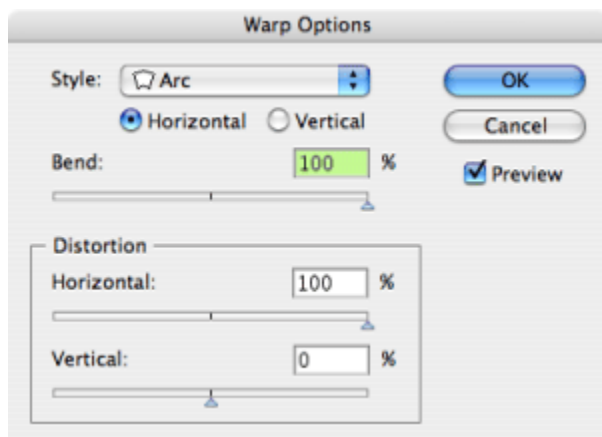 Warp Options
Style: Arc
OK
Horizontal Vertical
Cancel
Bend: 100 %
Preview
Distortion
Horizontal: 100 %
Vertical: 0 %